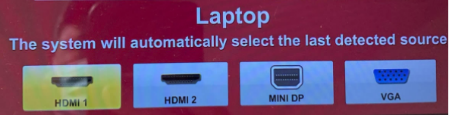 Laptop
The system will automatically select the last detected source
HDMI 1 HDMI 2 MINI DP VGA